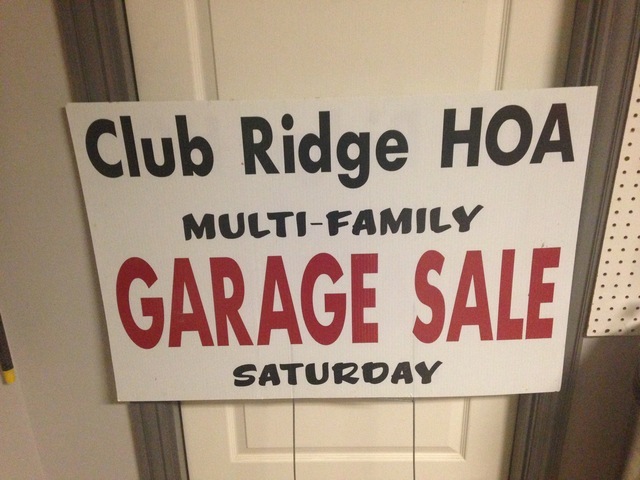 Club Ridge HOA
MULTI-FAMILY
GARAGE SALE
SATURDAY